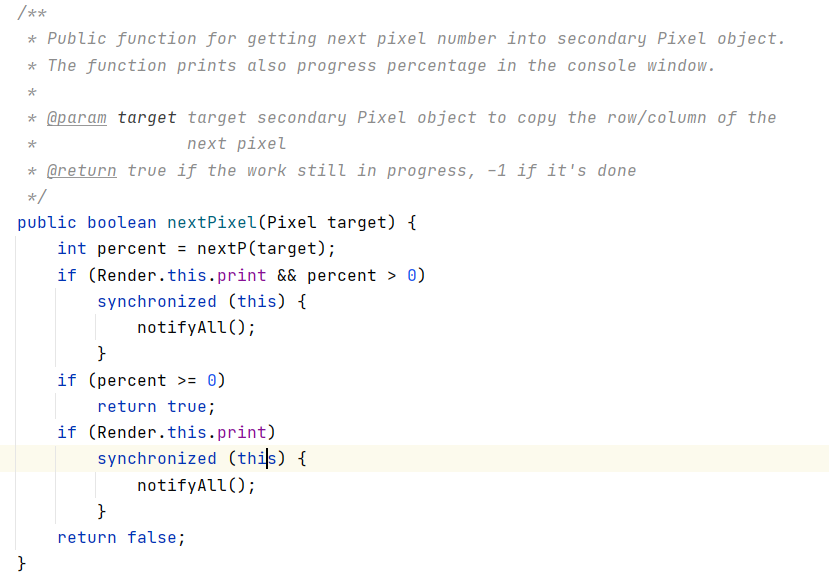 /**
 * Public function for getting next pixel number into secondary Pixel object.
 * The function prints also progress percentage in the console window.
 *
 * @param target target secondary Pixel object to copy the row/column of the
 *               next pixel
 * @return true if the work still in progress, -1 if it's done
 */
public boolean nextPixel(Pixel target) {
    int percent = nextP(target);
    if (Render.this.print && percent > 0)
        synchronized (this) {
            notifyAll();
        }
    if (percent >= 0)
        return true;
    if (Render.this.print)
        synchronized (this) {
            notifyAll();
        }
    return false;
}